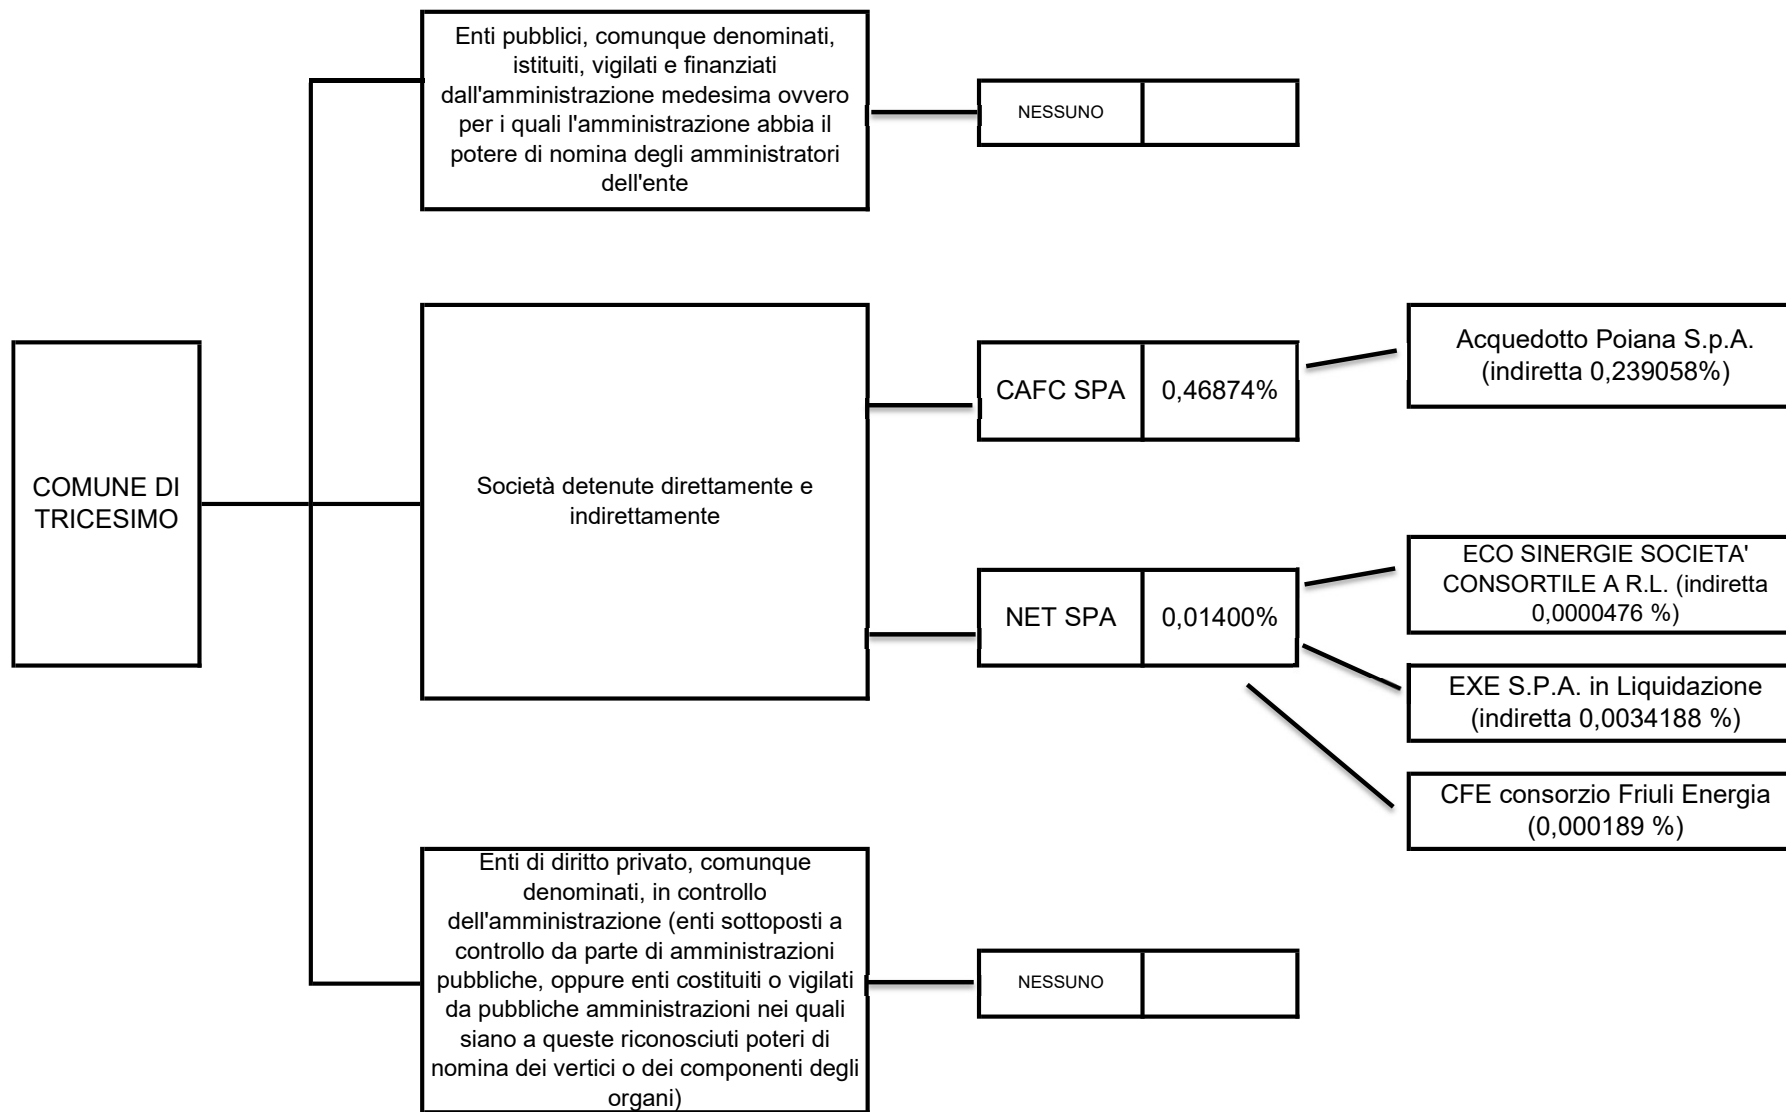 Enti pubblici, comunque denominati,
istituiti, vigilati e finanziati
dall'amministrazione medesima ovvero
per i quali l'amministrazione abbia il
potere di nomina degli amministratori
dell'ente
NESSUNO
COMUNE DI
TRICESIMO
Società detenute direttamente e
indirettamente
CAFC SPA
0,46874%
Acquedotto Poiana S.p.A.
(indiretta 0,239058%)
NET SPA
0,01400%
ECO SINERGIE SOCIETA'
CONSORTILE A R.L. (indiretta
0,0000476 %)
EXE S.P.A. in Liquidazione
(indiretta 0,0034188 %)
CFE consorzio Friuli Energia
(0,000189 %)
Enti di diritto privato, comunque
denominati, in controllo
dell'amministrazione (enti sottoposti a
controllo da parte di amministrazioni
pubbliche, oppure enti costituiti o vigilati
da pubbliche amministrazioni nei quali
siano a queste riconosciuti poteri di
nomina dei vertici o dei componenti degli
organi)
NESSUNO